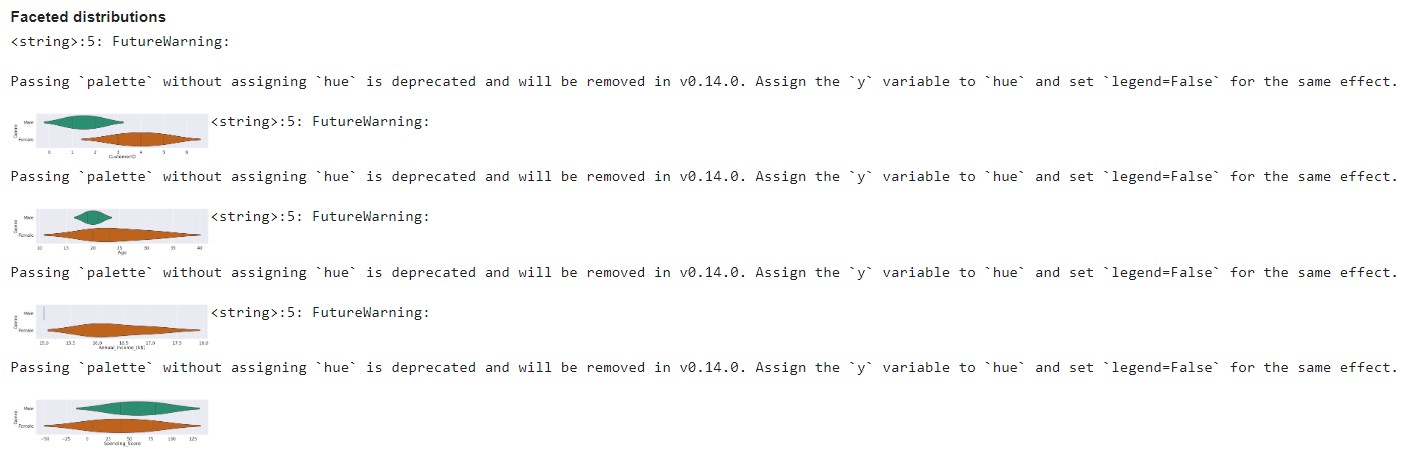 Faceted distributions
<string>:5: FutureWarning:
Passing `palette` without assigning `hue` is deprecated and will be removed in v0.14.0. Assign the `y` variable to `hue` and set `legend=False` for the same effect.
Male
Female
Genre
0 1 2 3 4 5 6
CustomerID
<string>:5: FutureWarning:
Passing `palette` without assigning `hue` is deprecated and will be removed in v0.14.0. Assign the `y` variable to `hue` and set `legend=False` for the same effect.
Male
Female
Genre
10 15 20 25 30 35 40
Age
<string>:5: FutureWarning:
Passing `palette` without assigning `hue` is deprecated and will be removed in v0.14.0. Assign the `y` variable to `hue` and set `legend=False` for the same effect.
Male
Female
Genre
15.0 15.5 16.0 16.5 17.0 17.5 18.0
Annual_Income_(k$)
<string>:5: FutureWarning:
Passing `palette` without assigning `hue` is deprecated and will be removed in v0.14.0. Assign the `y` variable to `hue` and set `legend=False` for the same effect.
Male
Female
Genre
−50 −25 0 25 50 75 100 125
Spending_Score